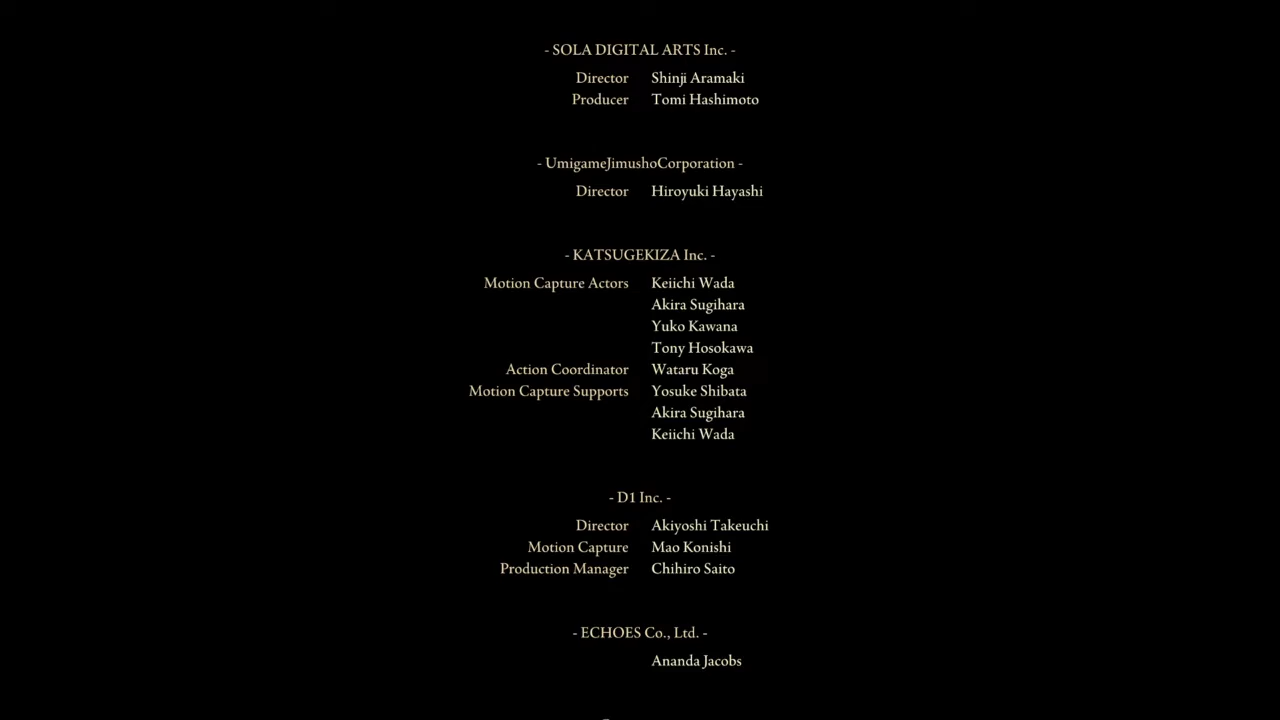 - SOLA DIGITAL ARTS Inc. -
Director Shinji Aramaki
Producer Tomi Hashimoto
- UmigameJimushoCorporation -
Director Hiroyuki Hayashi
- KATSUGEKIZA Inc. -
Motion Capture Actors Keiichi Wada
Akira Sugihara
Yuko Kawana
Tony Hosokawa
Action Coordinator Wataru Koga
Motion Capture Supports Yosuke Shibata
Akira Sugihara
Keiichi Wada
- D1 Inc. -
Director Akiyoshi Takeuchi
Motion Capture Mao Konishi
Production Manager Chihiro Saito
- ECHOES Co., Ltd. -
Ananda Jacobs